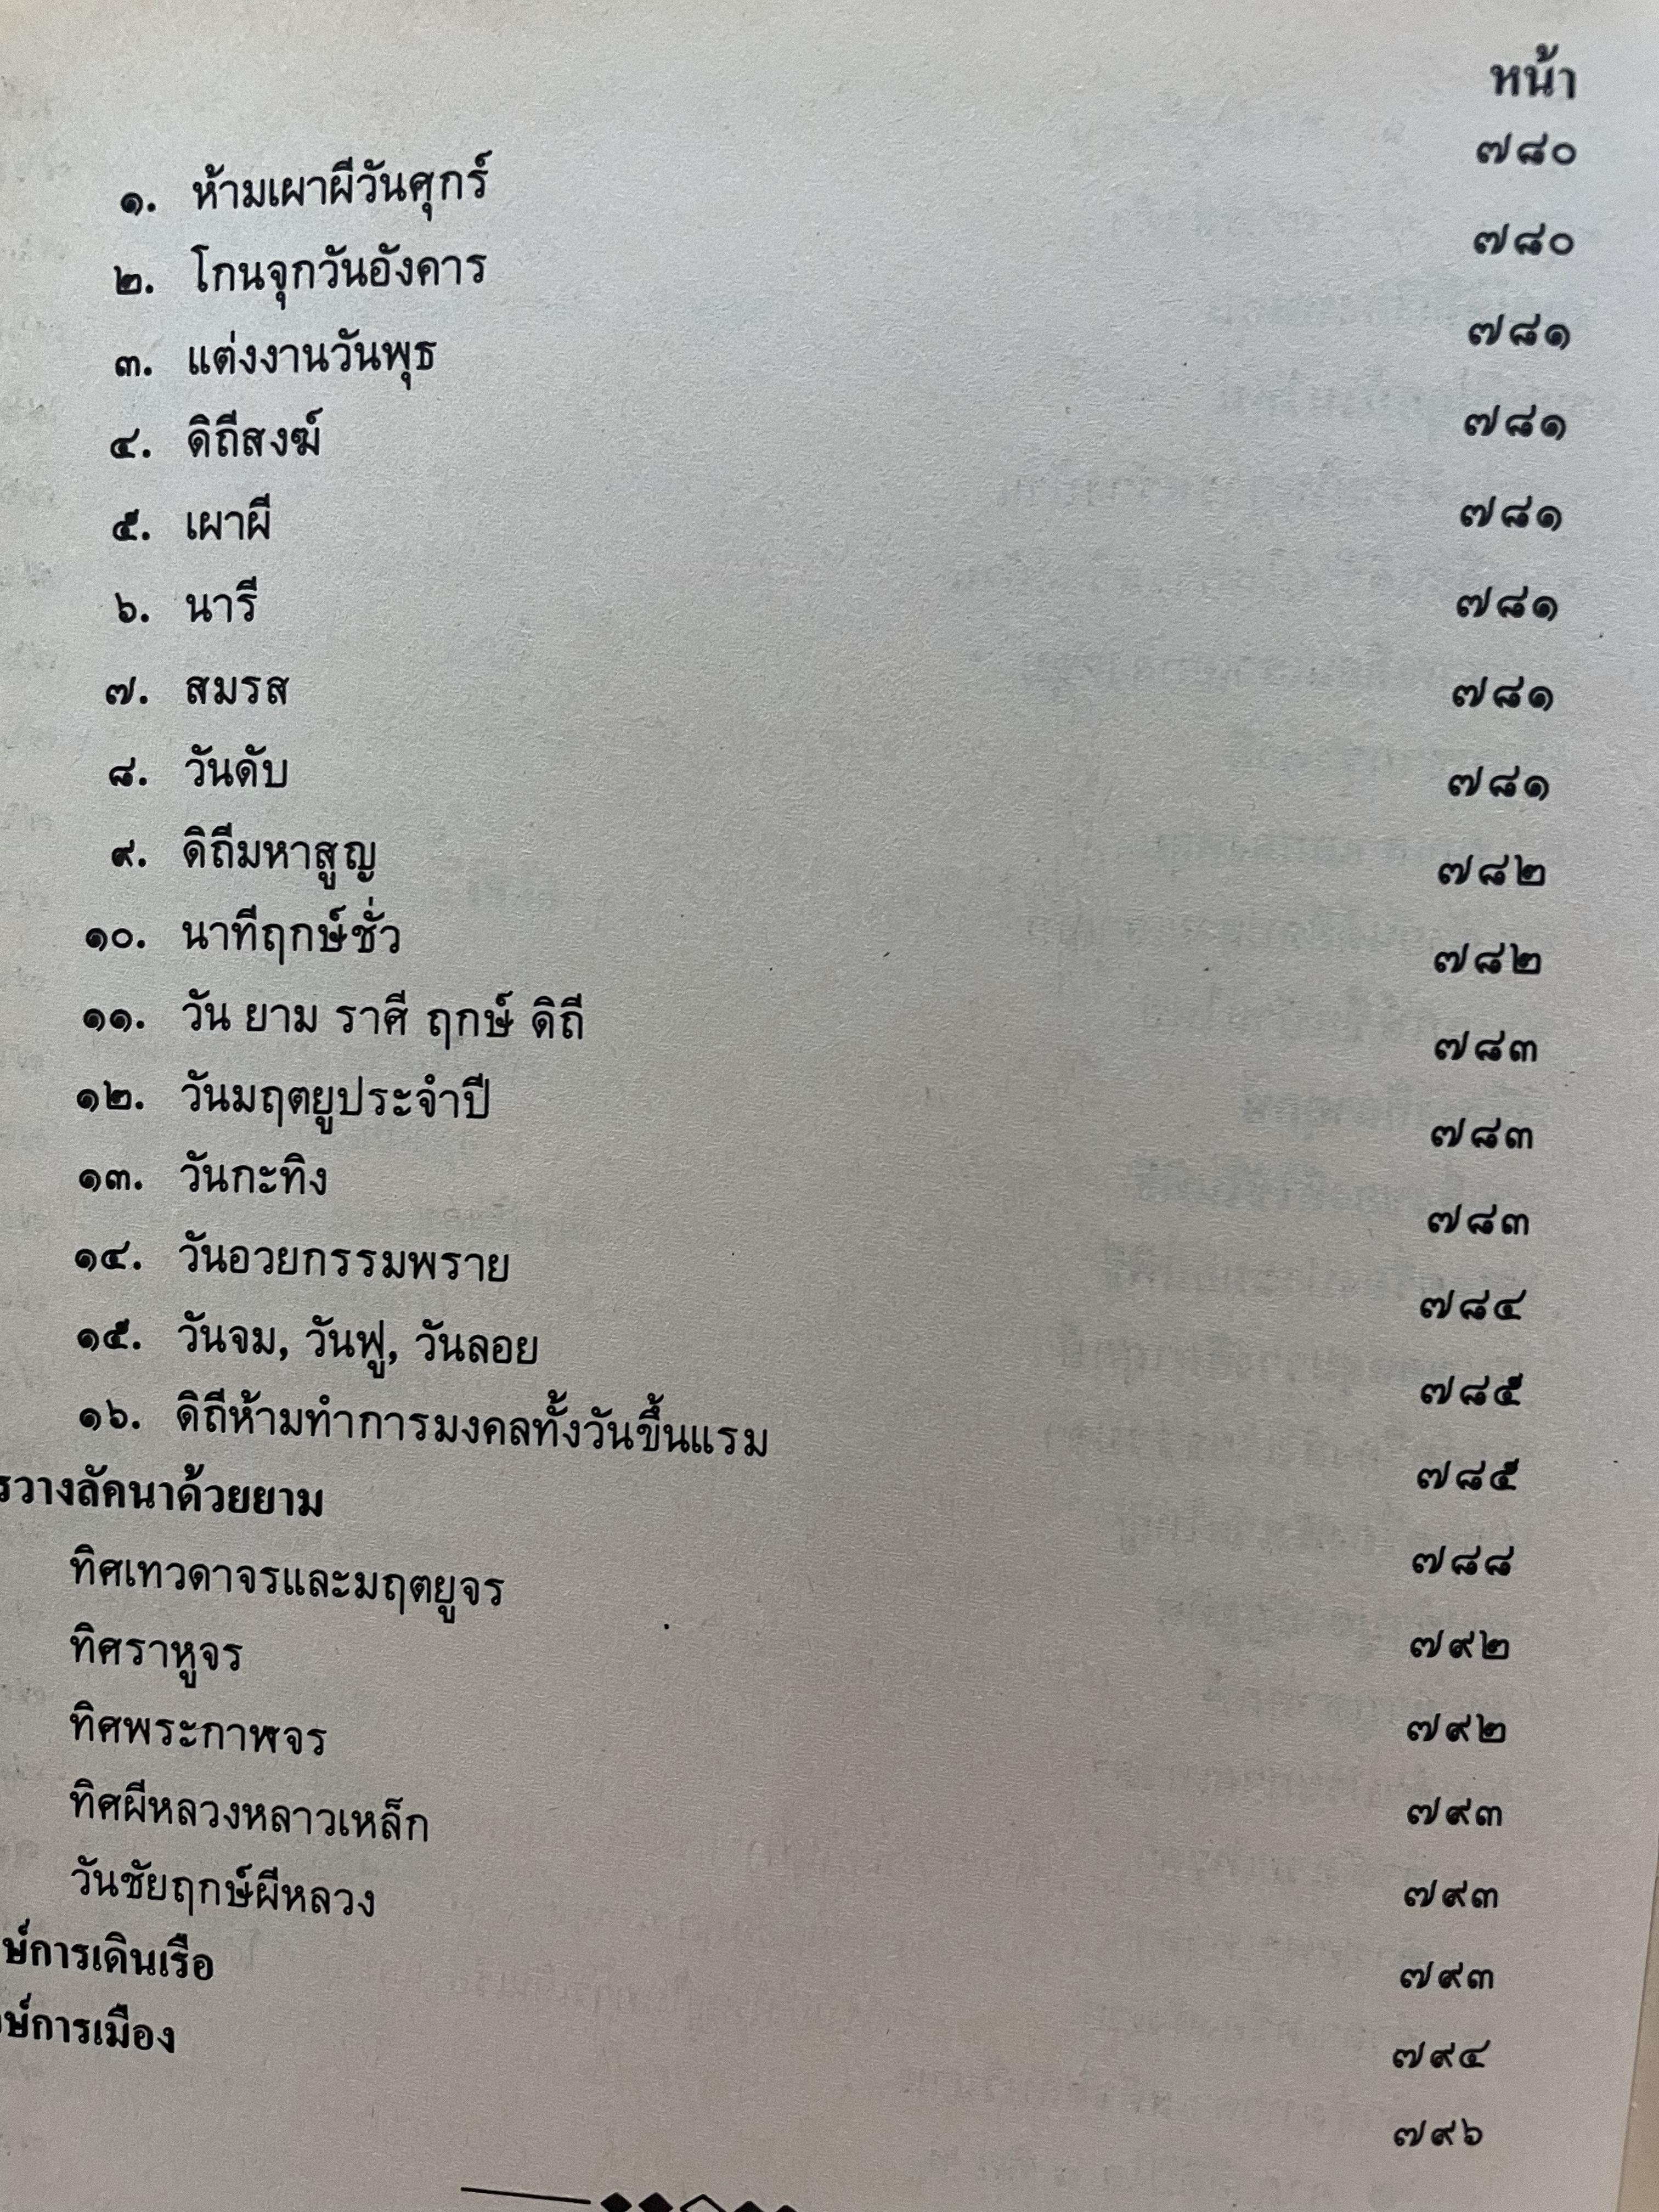 หน้า
๑. ห้ามเผาผีวันศุกร์ ๗๘๐
๒. โกนจุกวันอังคาร ๗๘๐
๓. แต่งงานวันพุธ ๗๘๑
๔. ดิถีสงฆ์ ๗๘๑
๕. เผาผี ๗๘๑
๖. นารี ๗๘๑
๗. สมรส ๗๘๑
๘. วันดับ ๗๘๑
๙. ดิถีมหาสูญ ๗๘๒
๑๐. นาทีฤกษ์ชั่ว ๗๘๒
๑๑. วัน ยาม ราศี ฤกษ์ ดิถี ๗๘๓
๑๒. วันมฤตยูประจำปี ๗๘๓
๑๓. วันกะทิง ๗๘๓
๑๔. วันอวยกรรมพราย ๗๘๔
๑๕. วันจม, วันฟู, วันลอย ๗๘๕
๑๖. ดิถีห้ามทำการมงคลทั้งวันขึ้นแรม ๗๘๕
รวางลัคนาด้วยยาม ๗๘๘
ทิศเทวดาจรและมฤตยูจร ๗๙๒
ทิศราหูจร ๗๙๒
ทิศพระกาฬจร ๗๙๓
ทิศผีหลวงหลาวเหล็ก ๗๙๓
วันชัยฤกษ์ผีหลวง ๗๙๓
ษ์การเดินเรือ ๗๙๔
ษ์การเมือง ๗๙๖